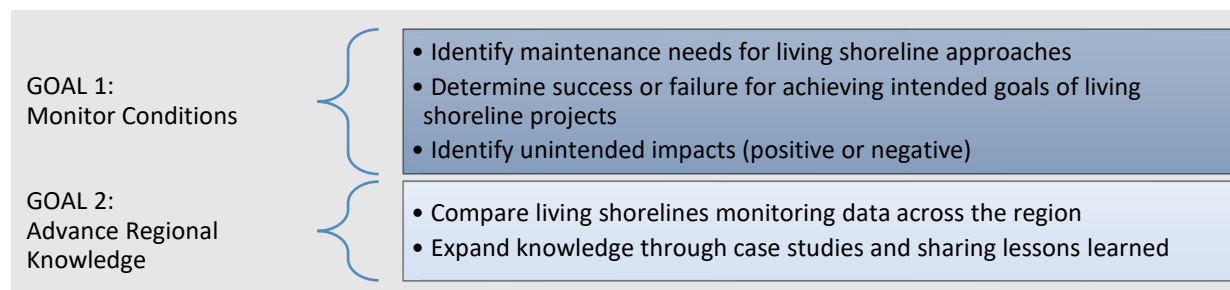 GOAL 1:
Monitor Conditions
• Identify maintenance needs for living shoreline approaches
• Determine success or failure for achieving intended goals of living
shoreline projects
• Identify unintended impacts (positive or negative)
GOAL 2:
Advance Regional
Knowledge
• Compare living shorelines monitoring data across the region
• Expand knowledge through case studies and sharing lessons learned